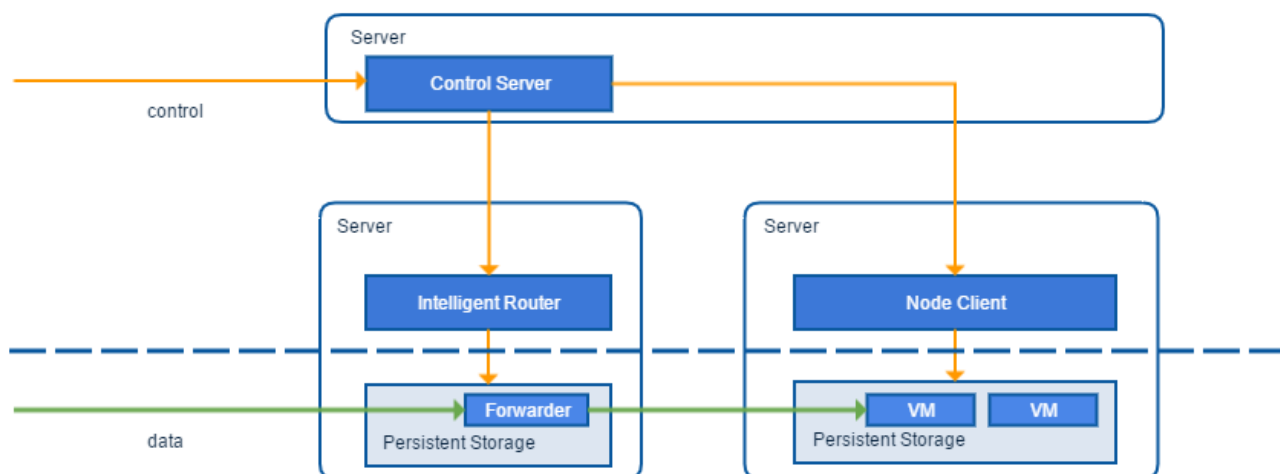 Server
Control Server
control
Server
Server
Intelligent Router
Node Client
Forwarder
VM
VM
Persistent Storage
Persistent Storage
data